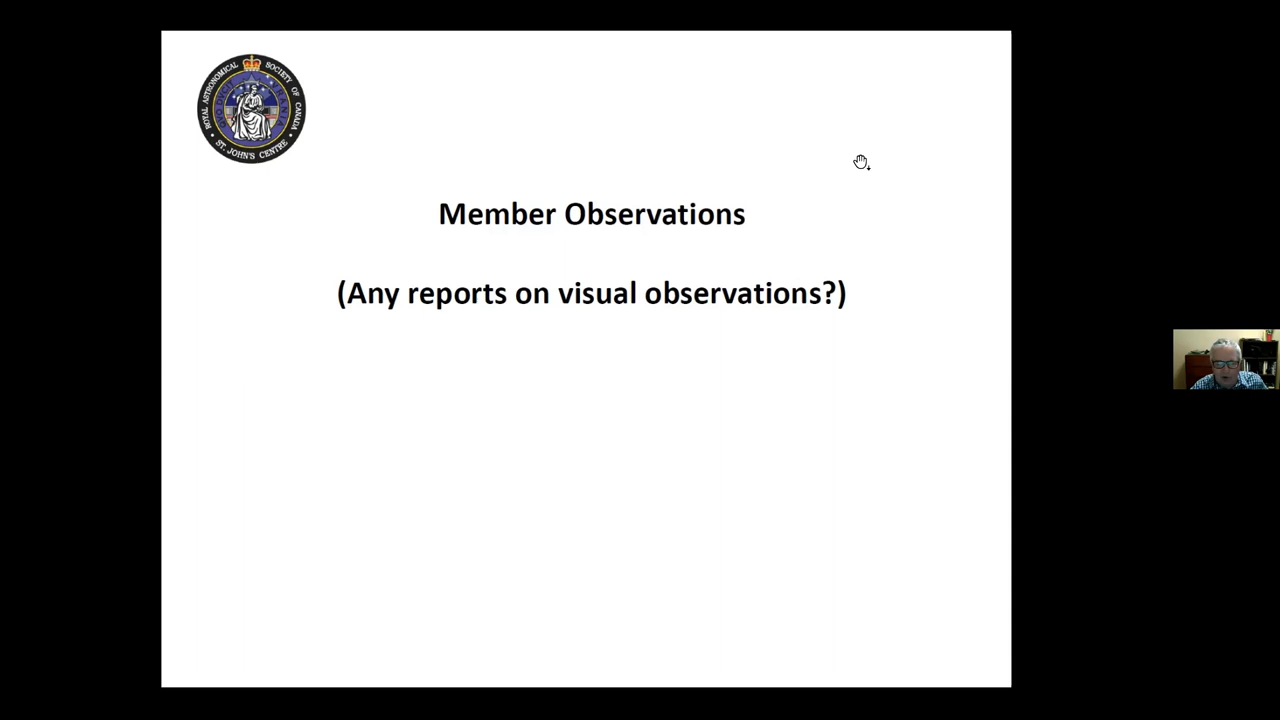 ROYAL ASTRONOMICAL SOCIETY OF CANADA
• ST. JOHN'S CENTRE •
Member Observations
(Any reports on visual observations?)